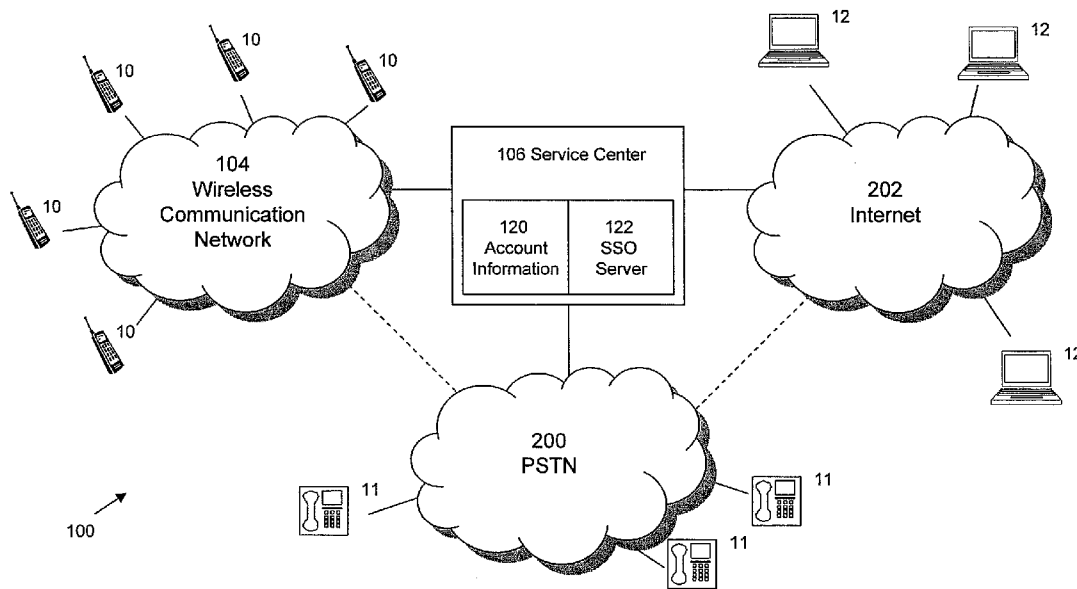 10
10
10
10
10
104
Wireless
Communication
Network
106 Service Center
120
Account
Information
122
SSO
Server
12
12
12
202
Internet
200
PSTN
11
11
11
100